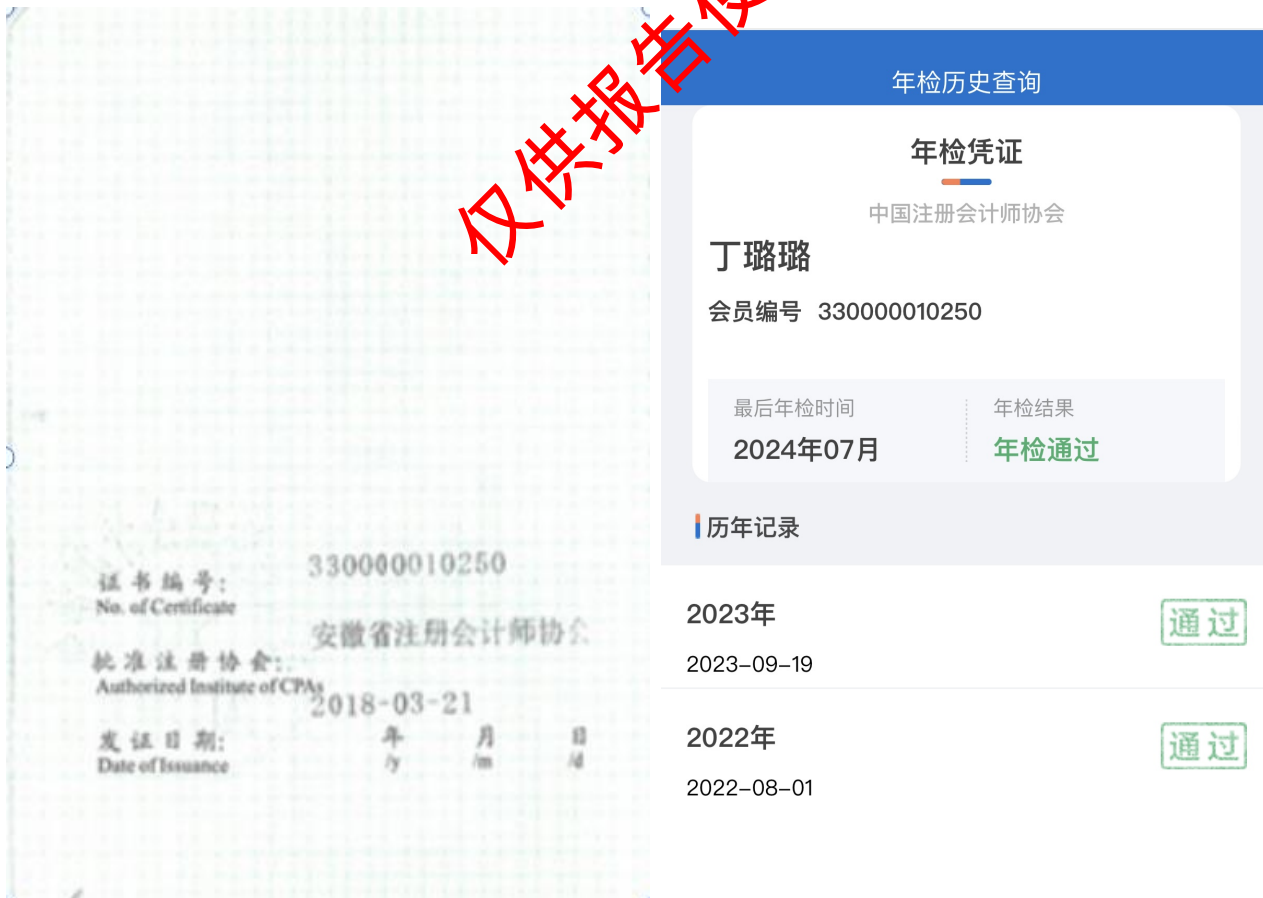 仅供报告使
证书编号:
No. of Certificate
330000010250
批准注册协会:
Authorized Institute of CPAs
安徽省注册会计师协会
发证日期:
Date of Issuance
2018-03-21
年 月 日
/y /m /d
年检历史查询
年检凭证
中国注册会计师协会
丁璐璐
会员编号 330000010250
最后年检时间 年检结果
2024年07月 年检通过
历年记录
2023年 通过
2023-09-19
2022年 通过
2022-08-01